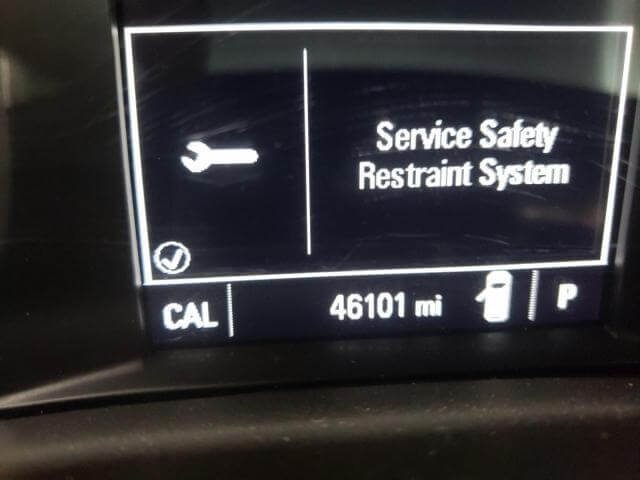 Service Safety
Restraint System
CAL
46101 mi
P